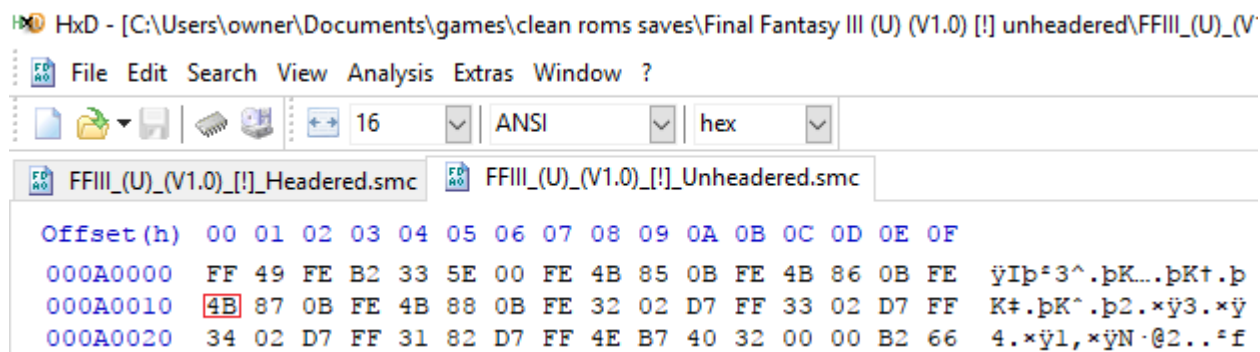 HxD - [C:\Users\owner\Documents\games\clean roms saves\Final Fantasy III (U) (V1.0) [!] unheadered\FFIII_(U)_(V1
File Edit Search View Analysis Extras Window ?
16 ANSI hex
FFIII_(U)_(V1.0)_[!]_Headered.smc FFIII_(U)_(V1.0)_[!]_Unheadered.smc
Offset(h) 00 01 02 03 04 05 06 07 08 09 0A 0B 0C 0D 0E 0F
000A0000 FF 49 FE B2 33 5E 00 FE 4B 85 0B FE 4B 86 0B FE ÿIþ²3^.þK….þK†.þ
000A0010 4B 87 0B FE 4B 88 0B FE 32 02 D7 FF 33 02 D7 FF K‡.þKˆ.þ2.×ÿ3.×ÿ
000A0020 34 02 D7 FF 31 82 D7 FF 4E B7 40 32 00 00 B2 66 4.×ÿ1‚×ÿN·@2..²f